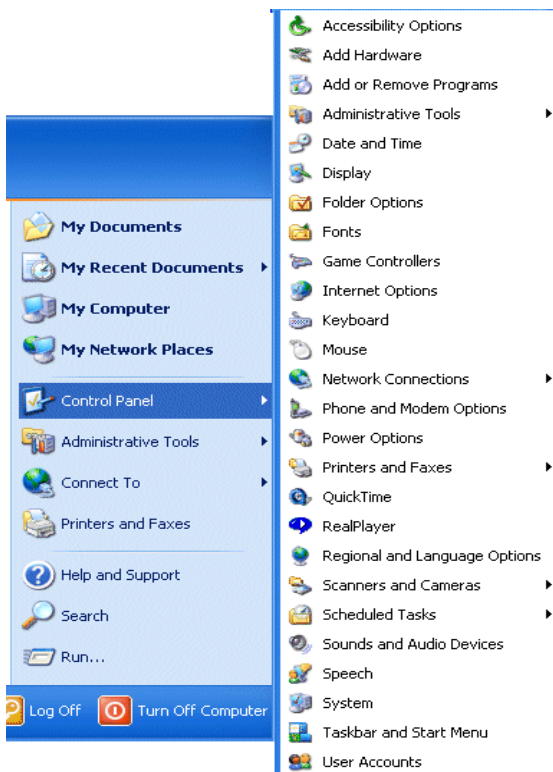 My Documents
My Recent Documents
My Computer
My Network Places
Control Panel
Administrative Tools
Connect To
Printers and Faxes
Help and Support
Search
Run...
Log Off
Turn Off Computer
Accessibility Options
Add Hardware
Add or Remove Programs
Administrative Tools
Date and Time
Display
Folder Options
Fonts
Game Controllers
Internet Options
Keyboard
Mouse
Network Connections
Phone and Modem Options
Power Options
Printers and Faxes
QuickTime
RealPlayer
Regional and Language Options
Scanners and Cameras
Scheduled Tasks
Sounds and Audio Devices
Speech
System
Taskbar and Start Menu
User Accounts